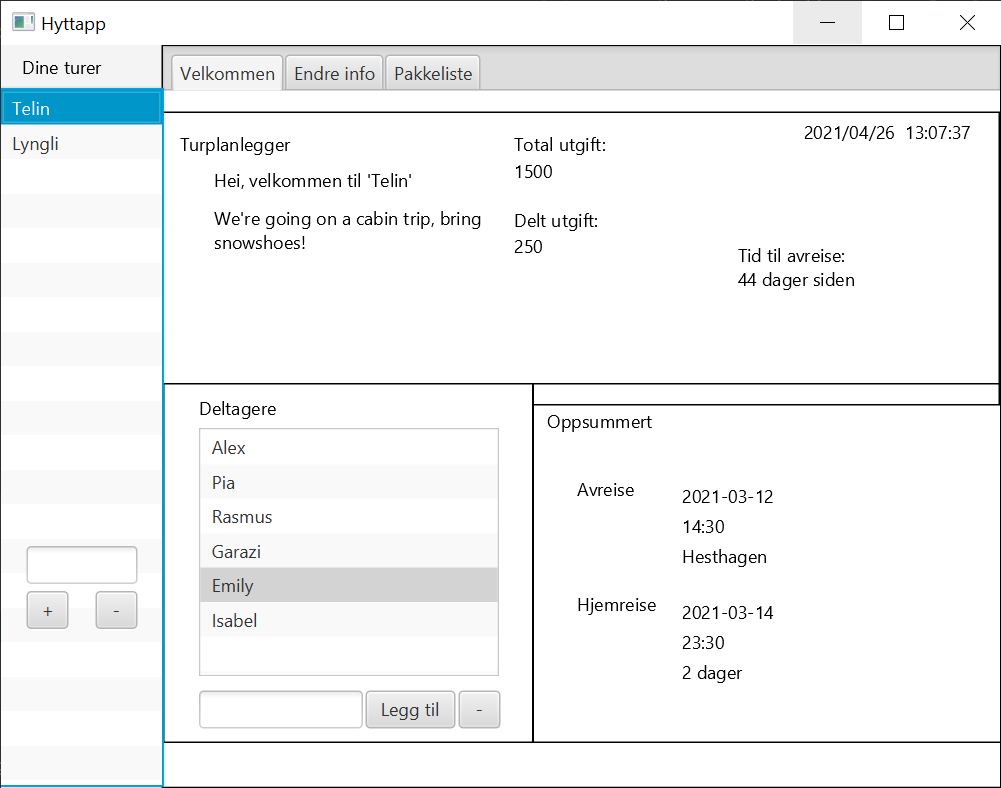 Hyttapp
Dine turer
Telin
Lyngli
+
-
Velkommen
Endre info
Pakkeliste
Turplanlegger
Hei, velkommen til 'Telin'
We're going on a cabin trip, bring
snowshoes!
Total utgift:
1500
Delt utgift:
250
2021/04/26 13:07:37
Tid til avreise:
44 dager siden
Deltagere
Alex
Pia
Rasmus
Garazi
Emily
Isabel
Legg til
-
Oppsummert
Avreise
2021-03-12
14:30
Hesthagen
Hjemreise
2021-03-14
23:30
2 dager